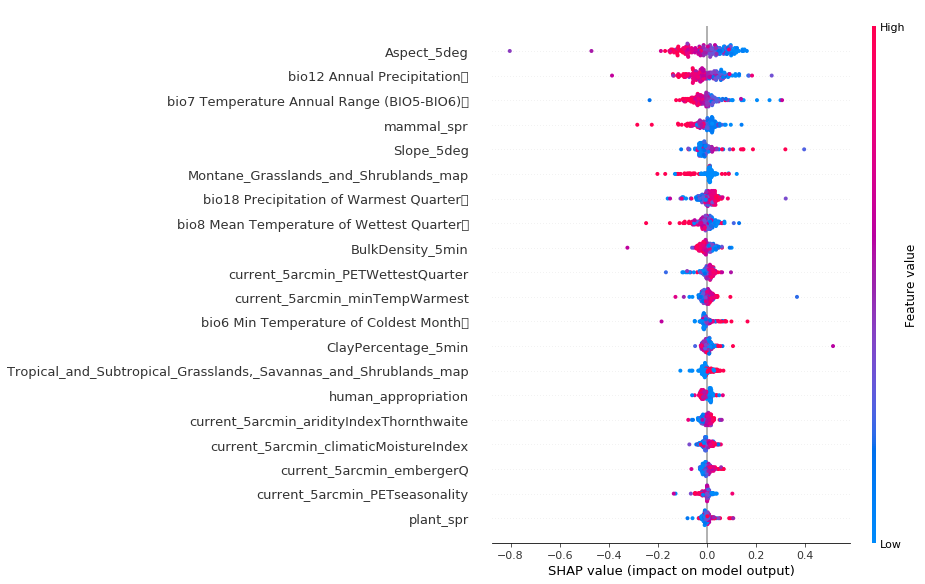 High
Aspect_5deg
bio12 Annual Precipitation
bio7 Temperature Annual Range (BIO5-BIO6)
mammal_spr
Slope_5deg
Montane_Grasslands_and_Shrublands_map
bio18 Precipitation of Warmest Quarter
bio8 Mean Temperature of Wettest Quarter
BulkDensity_5min
current_5arcmin_PETWettestQuarter
current_5arcmin_minTempWarmest
bio6 Min Temperature of Coldest Month
ClayPercentage_5min
Tropical_and_Subtropical_Grasslands,_Savannas_and_Shrublands_map
human_appropriation
current_5arcmin_aridityIndexThornthwaite
current_5arcmin_climaticMoistureIndex
current_5arcmin_embergerQ
current_5arcmin_PETseasonality
plant_spr
Feature value
Low
−0.8 −0.6 −0.4 −0.2 0.0 0.2 0.4
SHAP value (impact on model output)